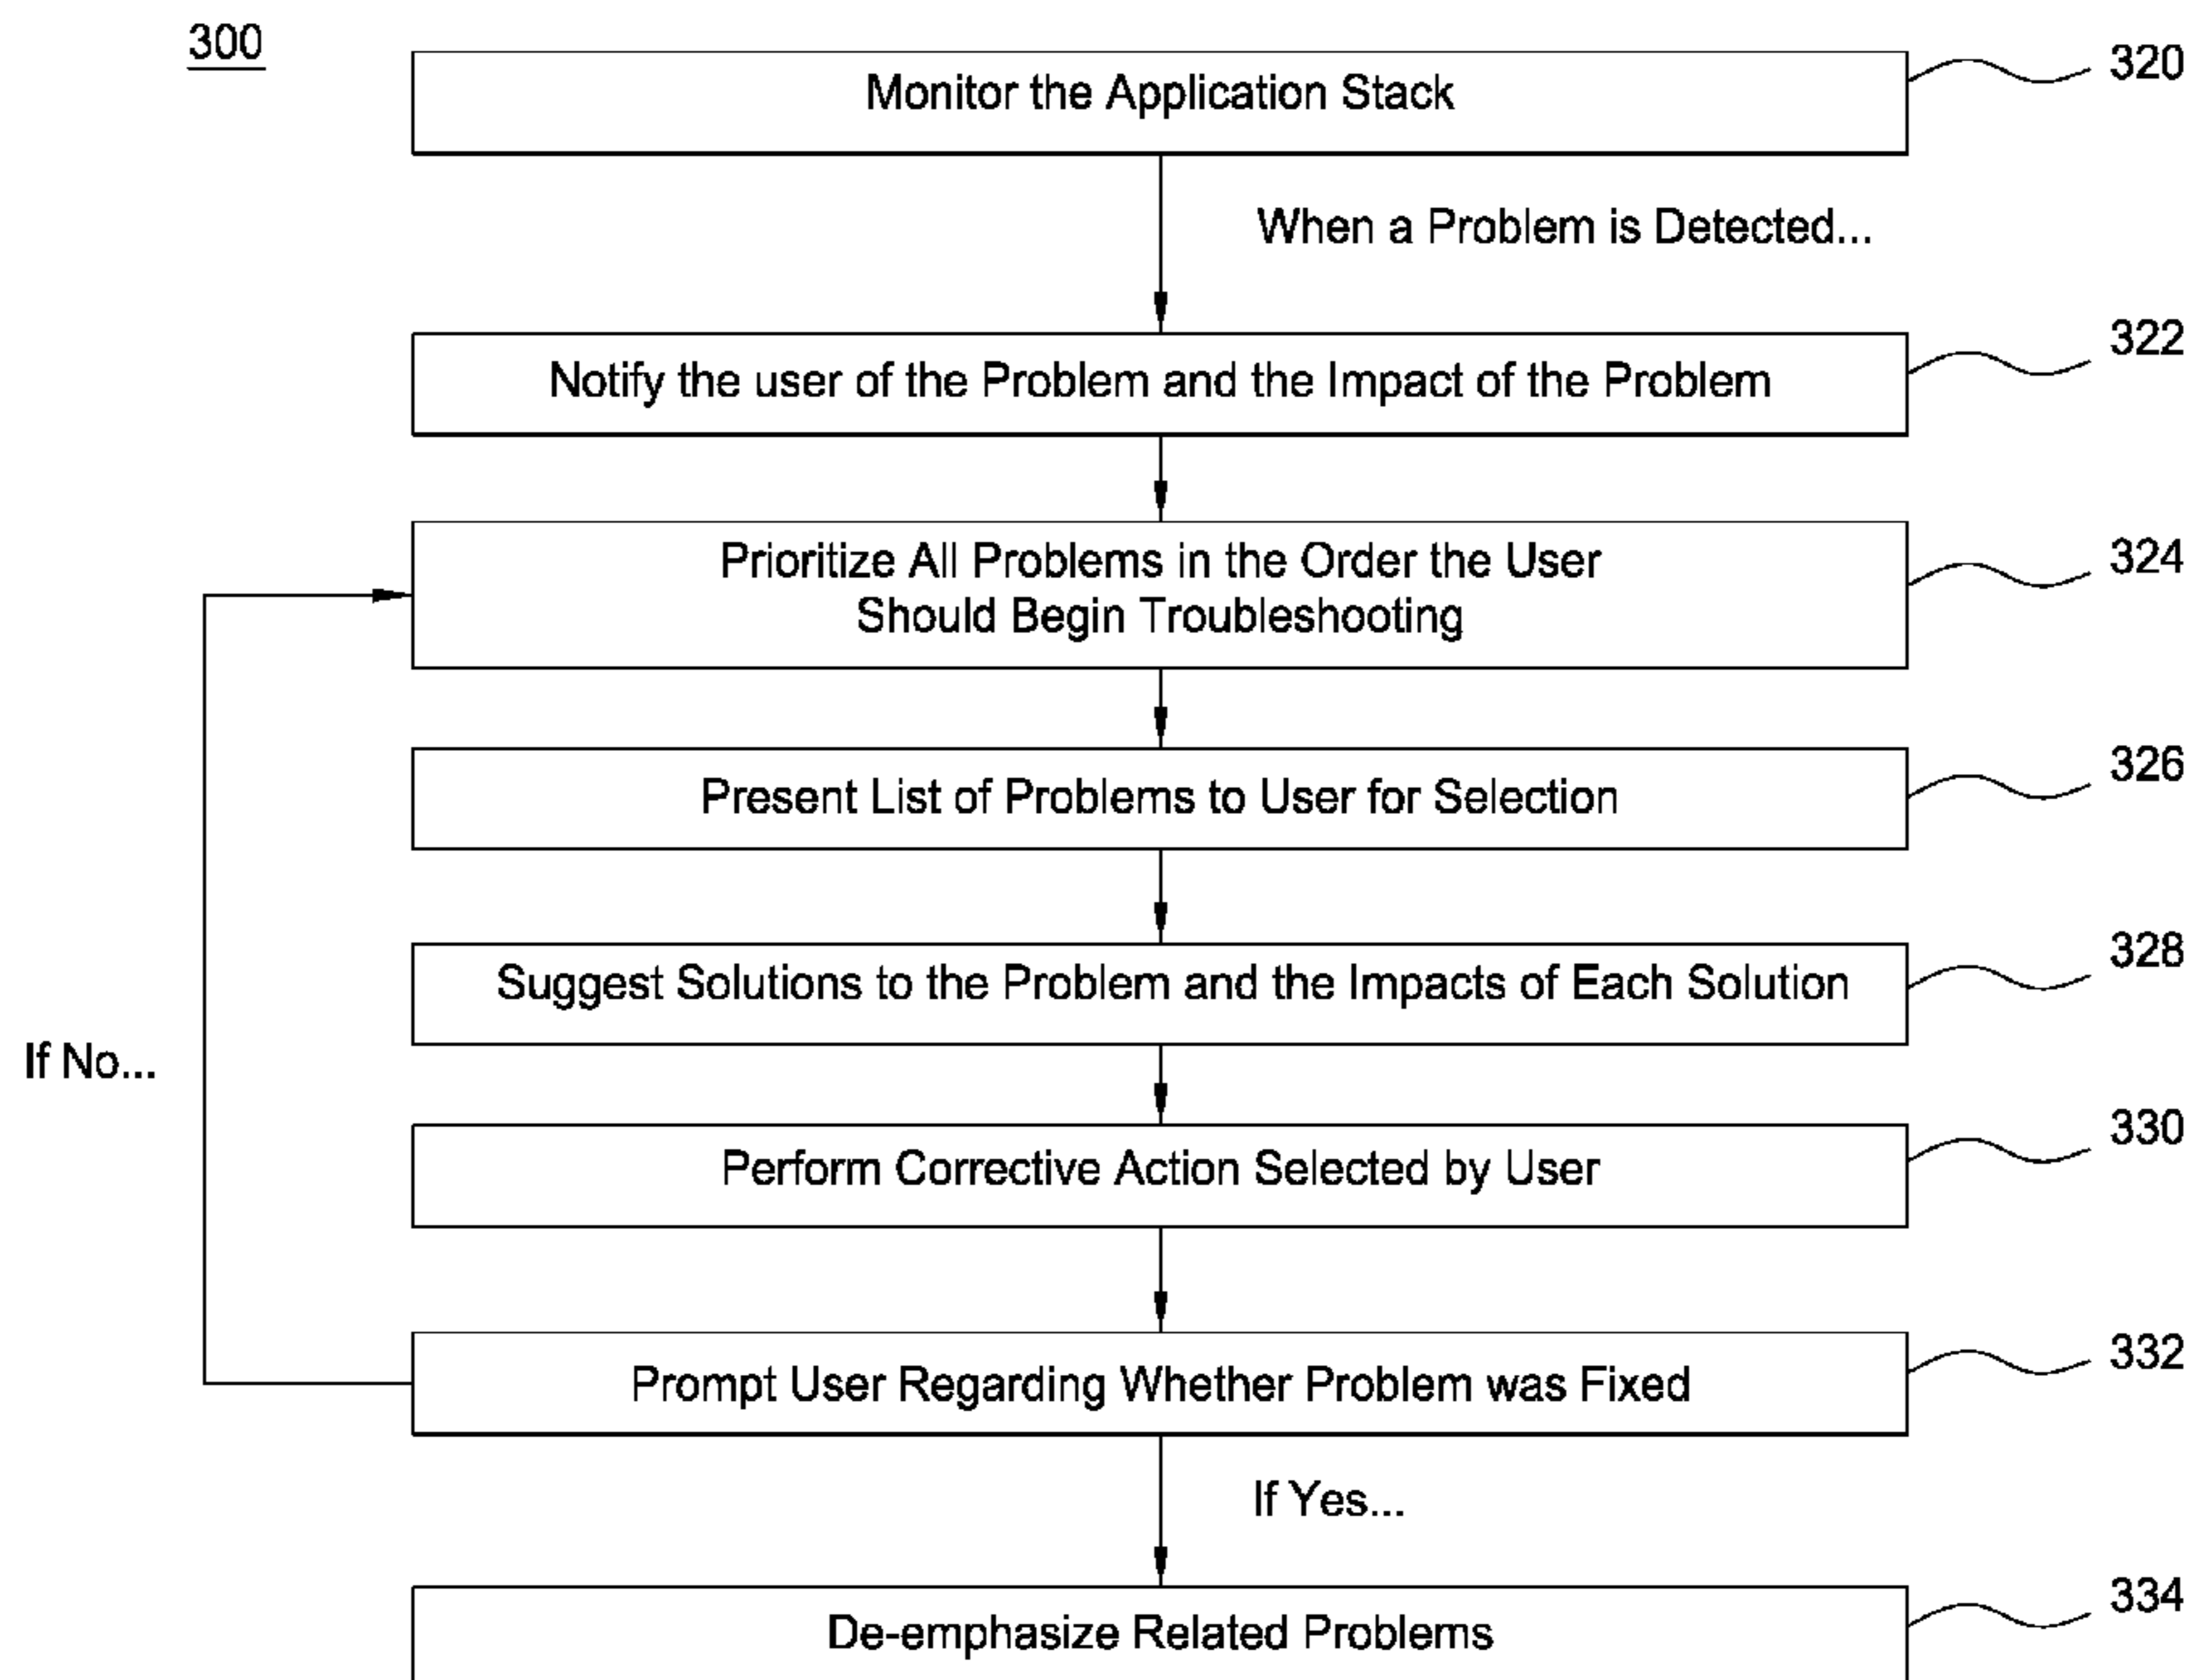 300
Monitor the Application Stack
320
When a Problem is Detected...
Notify the user of the Problem and the Impact of the Problem
322
Prioritize All Problems in the Order the User
Should Begin Troubleshooting
324
Present List of Problems to User for Selection
326
Suggest Solutions to the Problem and the Impacts of Each Solution
328
If No...
Perform Corrective Action Selected by User
330
Prompt User Regarding Whether Problem was Fixed
332
If Yes...
De-emphasize Related Problems
334